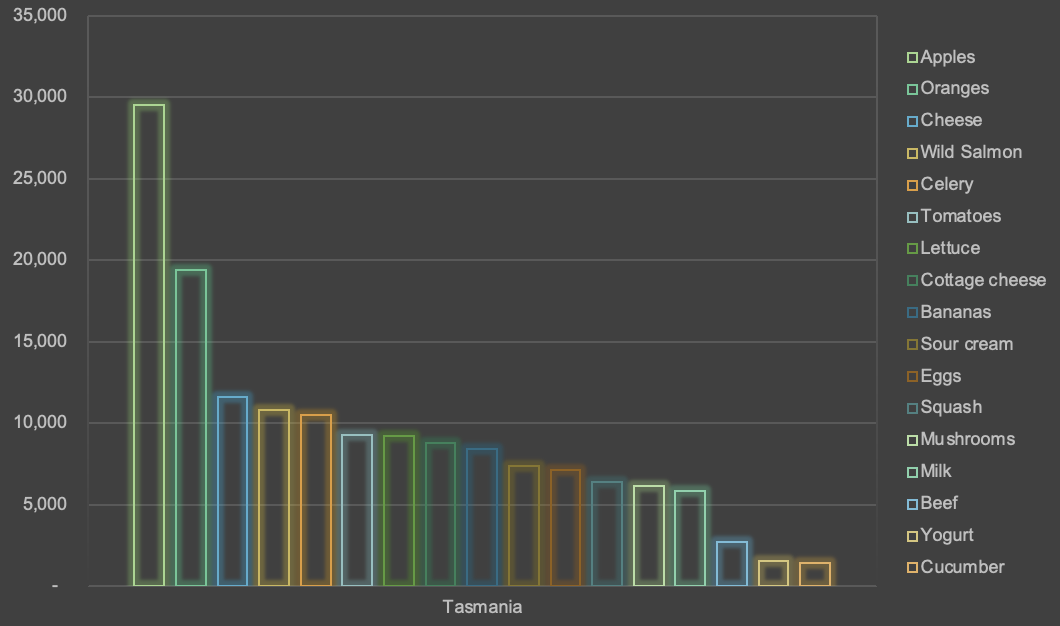 35,000
30,000
25,000
20,000
15,000
10,000
5,000
-
Tasmania
Apples
Oranges
Cheese
Wild Salmon
Celery
Tomatoes
Lettuce
Cottage cheese
Bananas
Sour cream
Eggs
Squash
Mushrooms
Milk
Beef
Yogurt
Cucumber